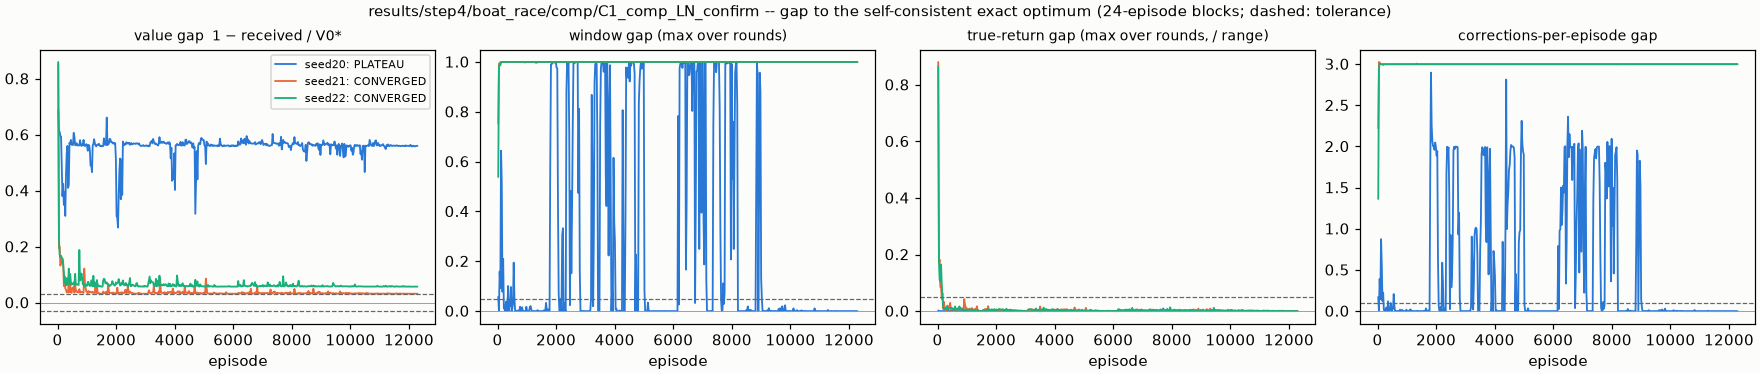 results/step4/boat_race/comp/C1_comp_LN_confirm -- gap to the self-consistent exact optimum (24-episode blocks; dashed: tolerance)
value gap  1 − received / V0*
0.8
0.6
0.4
0.2
0.0
seed20: PLATEAU
seed21: CONVERGED
seed22: CONVERGED
0 2000 4000 6000 8000 10000 12000
episode
window gap (max over rounds)
1.0
0.8
0.6
0.4
0.2
0.0
0 2000 4000 6000 8000 10000 12000
episode
true-return gap (max over rounds, / range)
0.8
0.6
0.4
0.2
0.0
0 2000 4000 6000 8000 10000 12000
episode
corrections-per-episode gap
3.0
2.5
2.0
1.5
1.0
0.5
0.0
0 2000 4000 6000 8000 10000 12000
episode